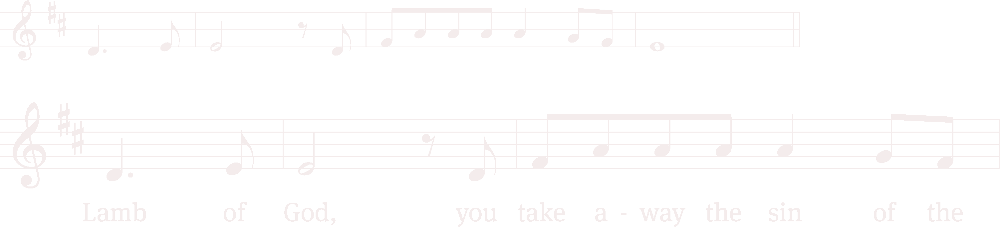 Lamb of God, you take a - way the sin of the